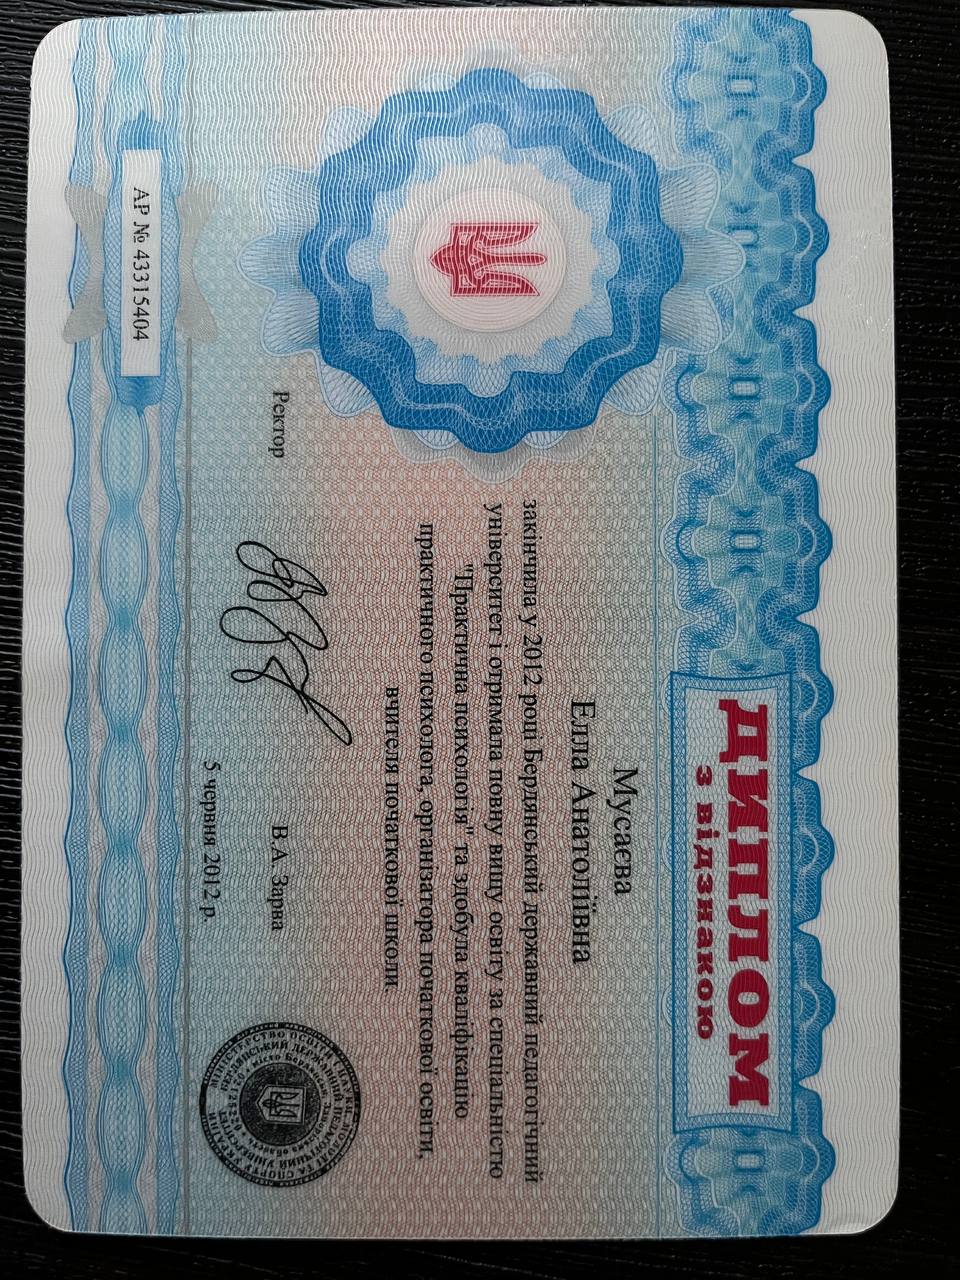 ДИПЛОМ
з відзнакою
Мусаєва
Елла Анатоліївна
закінчила у 2012 році Бердянський державний педагогічний
університет і отримала повну вищу освіту за спеціальністю
"Практична психологія" та здобула кваліфікацію
практичного психолога, організатора початкової освіти,
вчителя початкової школи.
Ректор
В.А. Зарва
5 червня 2012 р.
АР № 43315404